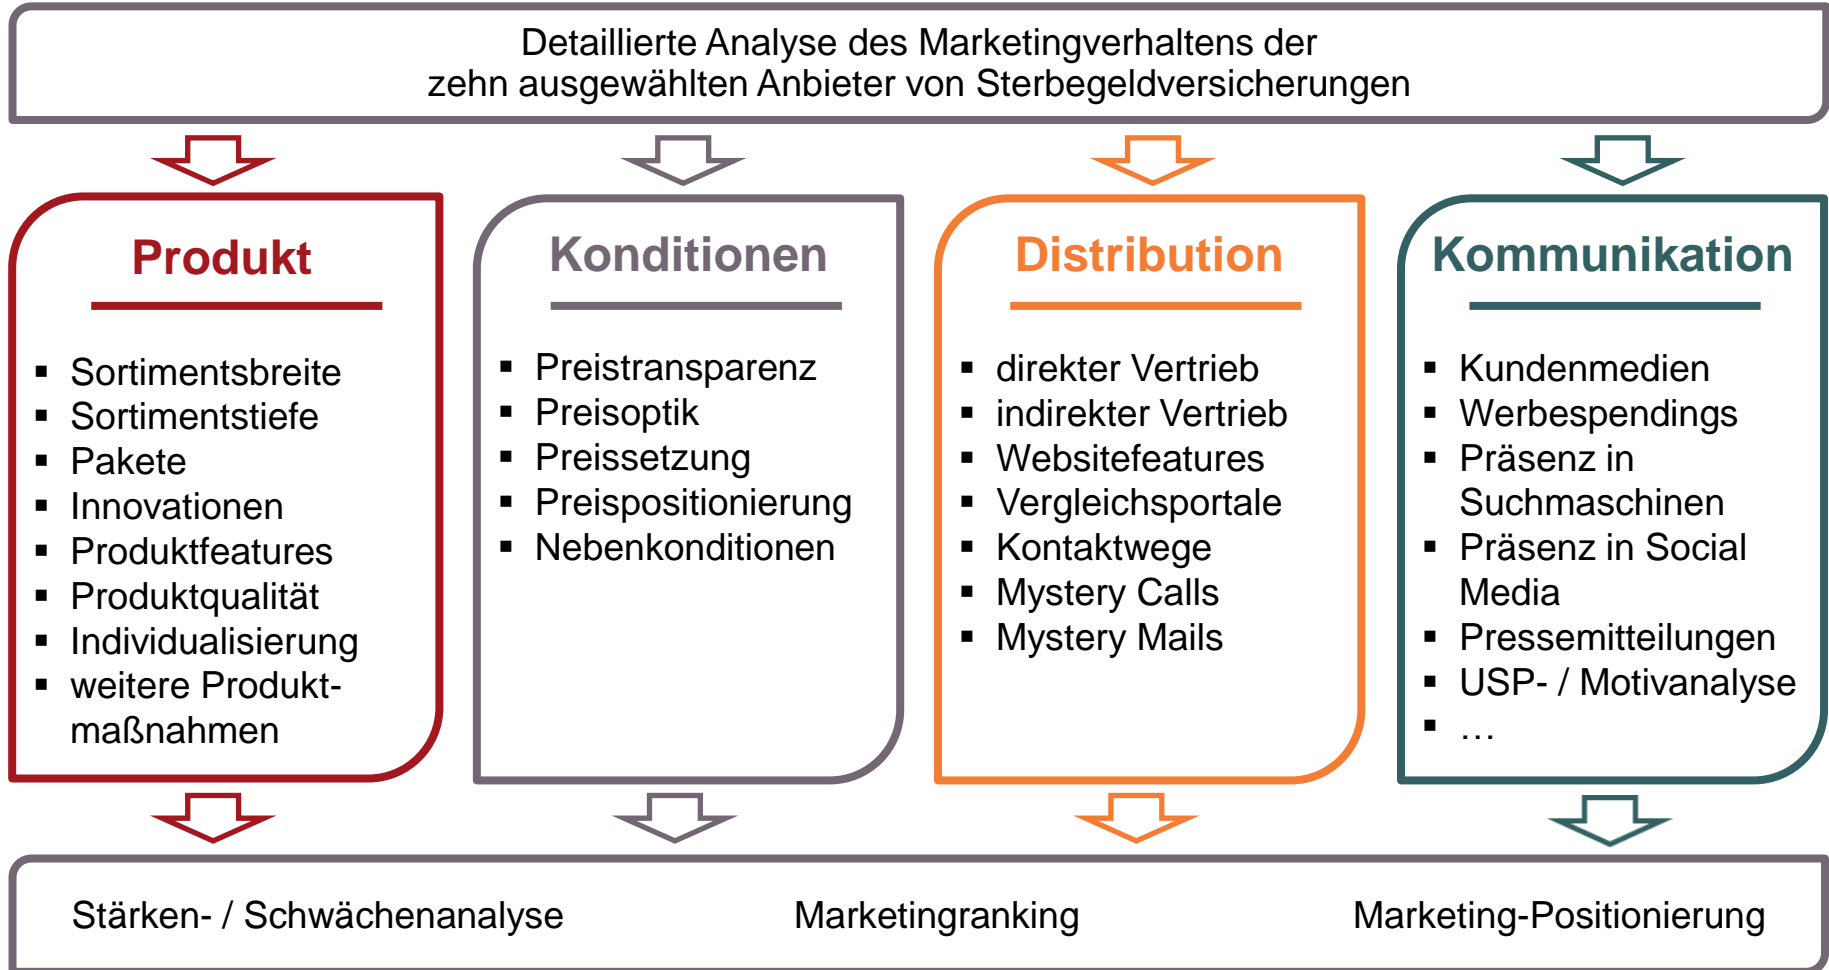 Detaillierte Analyse des Marketingverhaltens der
zehn ausgewählten Anbieter von Sterbegeldversicherungen
Produkt
▪ Sortimentsbreite
▪ Sortimentstiefe
▪ Pakete
▪ Innovationen
▪ Produktfeatures
▪ Produktqualität
▪ Individualisierung
▪ weitere Produkt-
maßnahmen
Konditionen
▪ Preistransparenz
▪ Preisoptik
▪ Preissetzung
▪ Preispositionierung
▪ Nebenkonditionen
Distribution
▪ direkter Vertrieb
▪ indirekter Vertrieb
▪ Websitefeatures
▪ Vergleichsportale
▪ Kontaktwege
▪ Mystery Calls
▪ Mystery Mails
Kommunikation
▪ Kundenmedien
▪ Werbespendings
▪ Präsenz in
Suchmaschinen
▪ Präsenz in Social
Media
▪ Pressemitteilungen
▪ USP- / Motivanalyse
▪ …
Stärken- / Schwächenanalyse
Marketingranking
Marketing-Positionierung